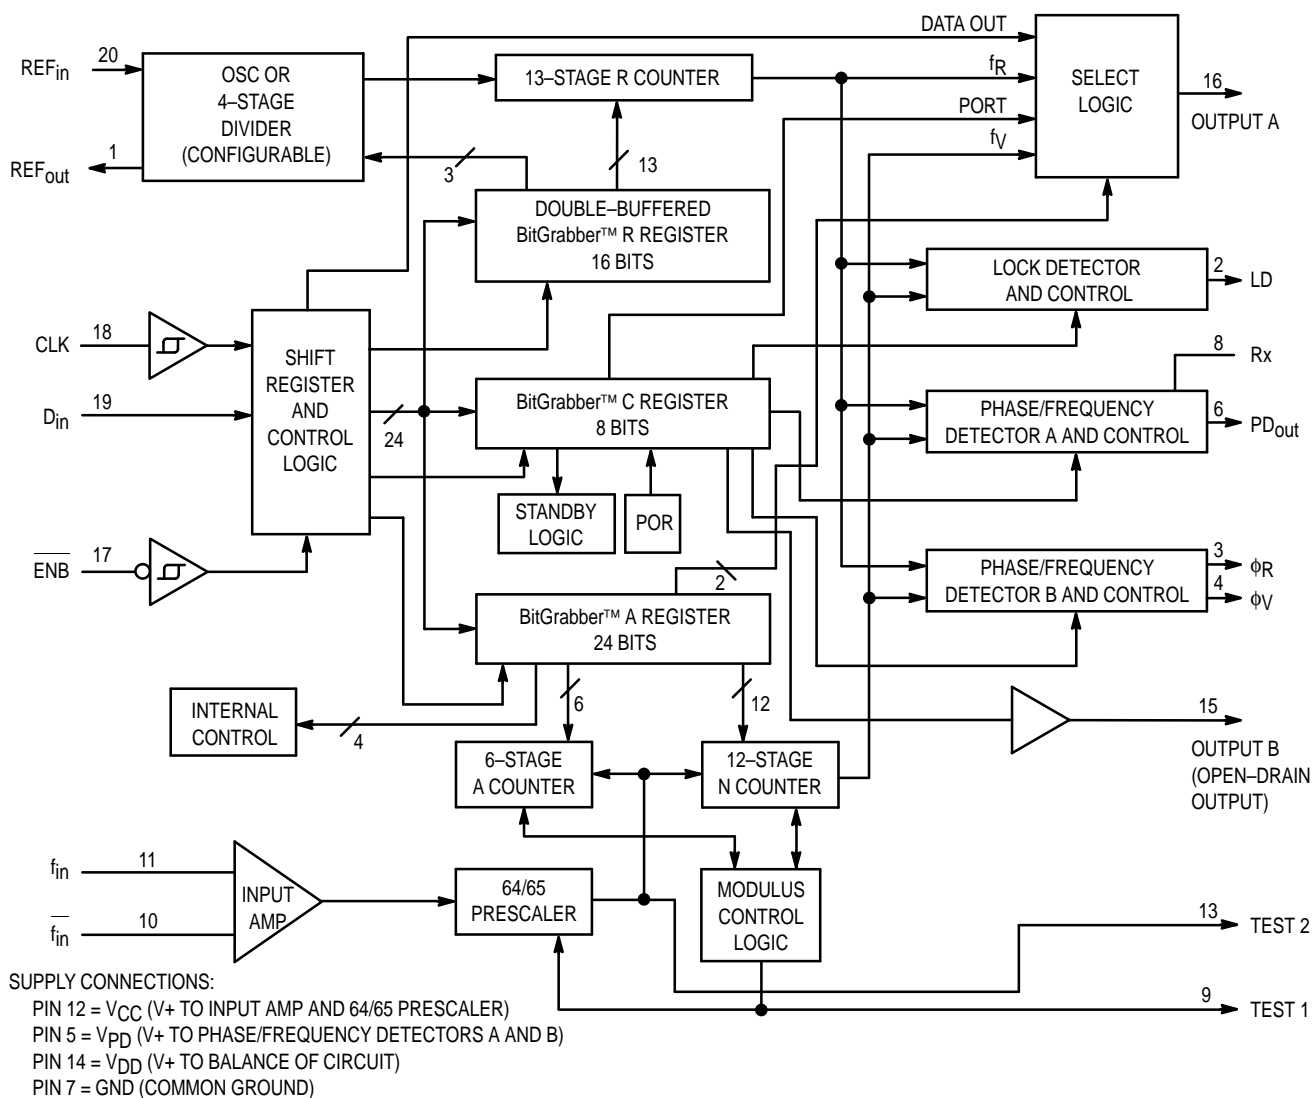 REFin
20
REFout
1
OSC OR
4–STAGE
DIVIDER
(CONFIGURABLE)
13–STAGE R COUNTER
DATA OUT
fR
PORT
fV
SELECT
LOGIC
16
OUTPUT A
3
13
DOUBLE–BUFFERED
BitGrabber™ R REGISTER
16 BITS
LOCK DETECTOR
AND CONTROL
2
LD
CLK
18
Din
19
SHIFT
REGISTER
AND
CONTROL
LOGIC
24
BitGrabber™ C REGISTER
8 BITS
8
Rx
PHASE/FREQUENCY
DETECTOR A AND CONTROL
6
PDout
STANDBY
LOGIC
POR
ENB
17
2
PHASE/FREQUENCY
DETECTOR B AND CONTROL
3
ϕR
4
ϕV
BitGrabber™ A REGISTER
24 BITS
INTERNAL
CONTROL
4
6
12
6–STAGE
A COUNTER
12–STAGE
N COUNTER
15
OUTPUT B
(OPEN–DRAIN
OUTPUT)
fin
11
fin
10
INPUT
AMP
64/65
PRESCALER
MODULUS
CONTROL
LOGIC
13
TEST 2
9
TEST 1
SUPPLY CONNECTIONS:
PIN 12 = VCC (V+ TO INPUT AMP AND 64/65 PRESCALER)
PIN 5 = VPD (V+ TO PHASE/FREQUENCY DETECTORS A AND B)
PIN 14 = VDD (V+ TO BALANCE OF CIRCUIT)
PIN 7 = GND (COMMON GROUND)